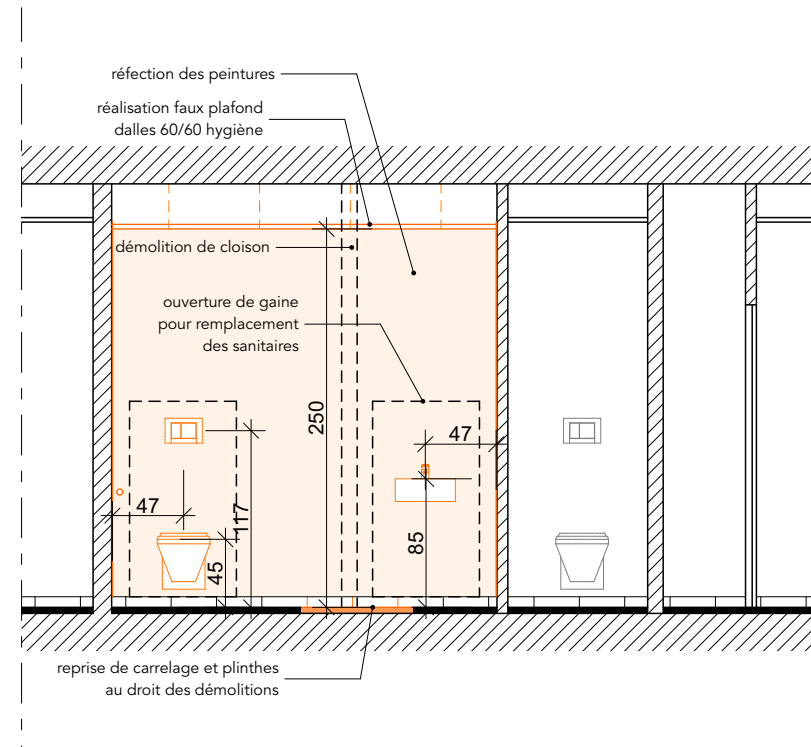 réfection des peintures
réalisation faux plafond
dalles 60/60 hygiène
démolition de cloison
ouverture de gaine
pour remplacement
des sanitaires
250
47
47
117
85
45
reprise de carrelage et plinthes
au droit des démolitions